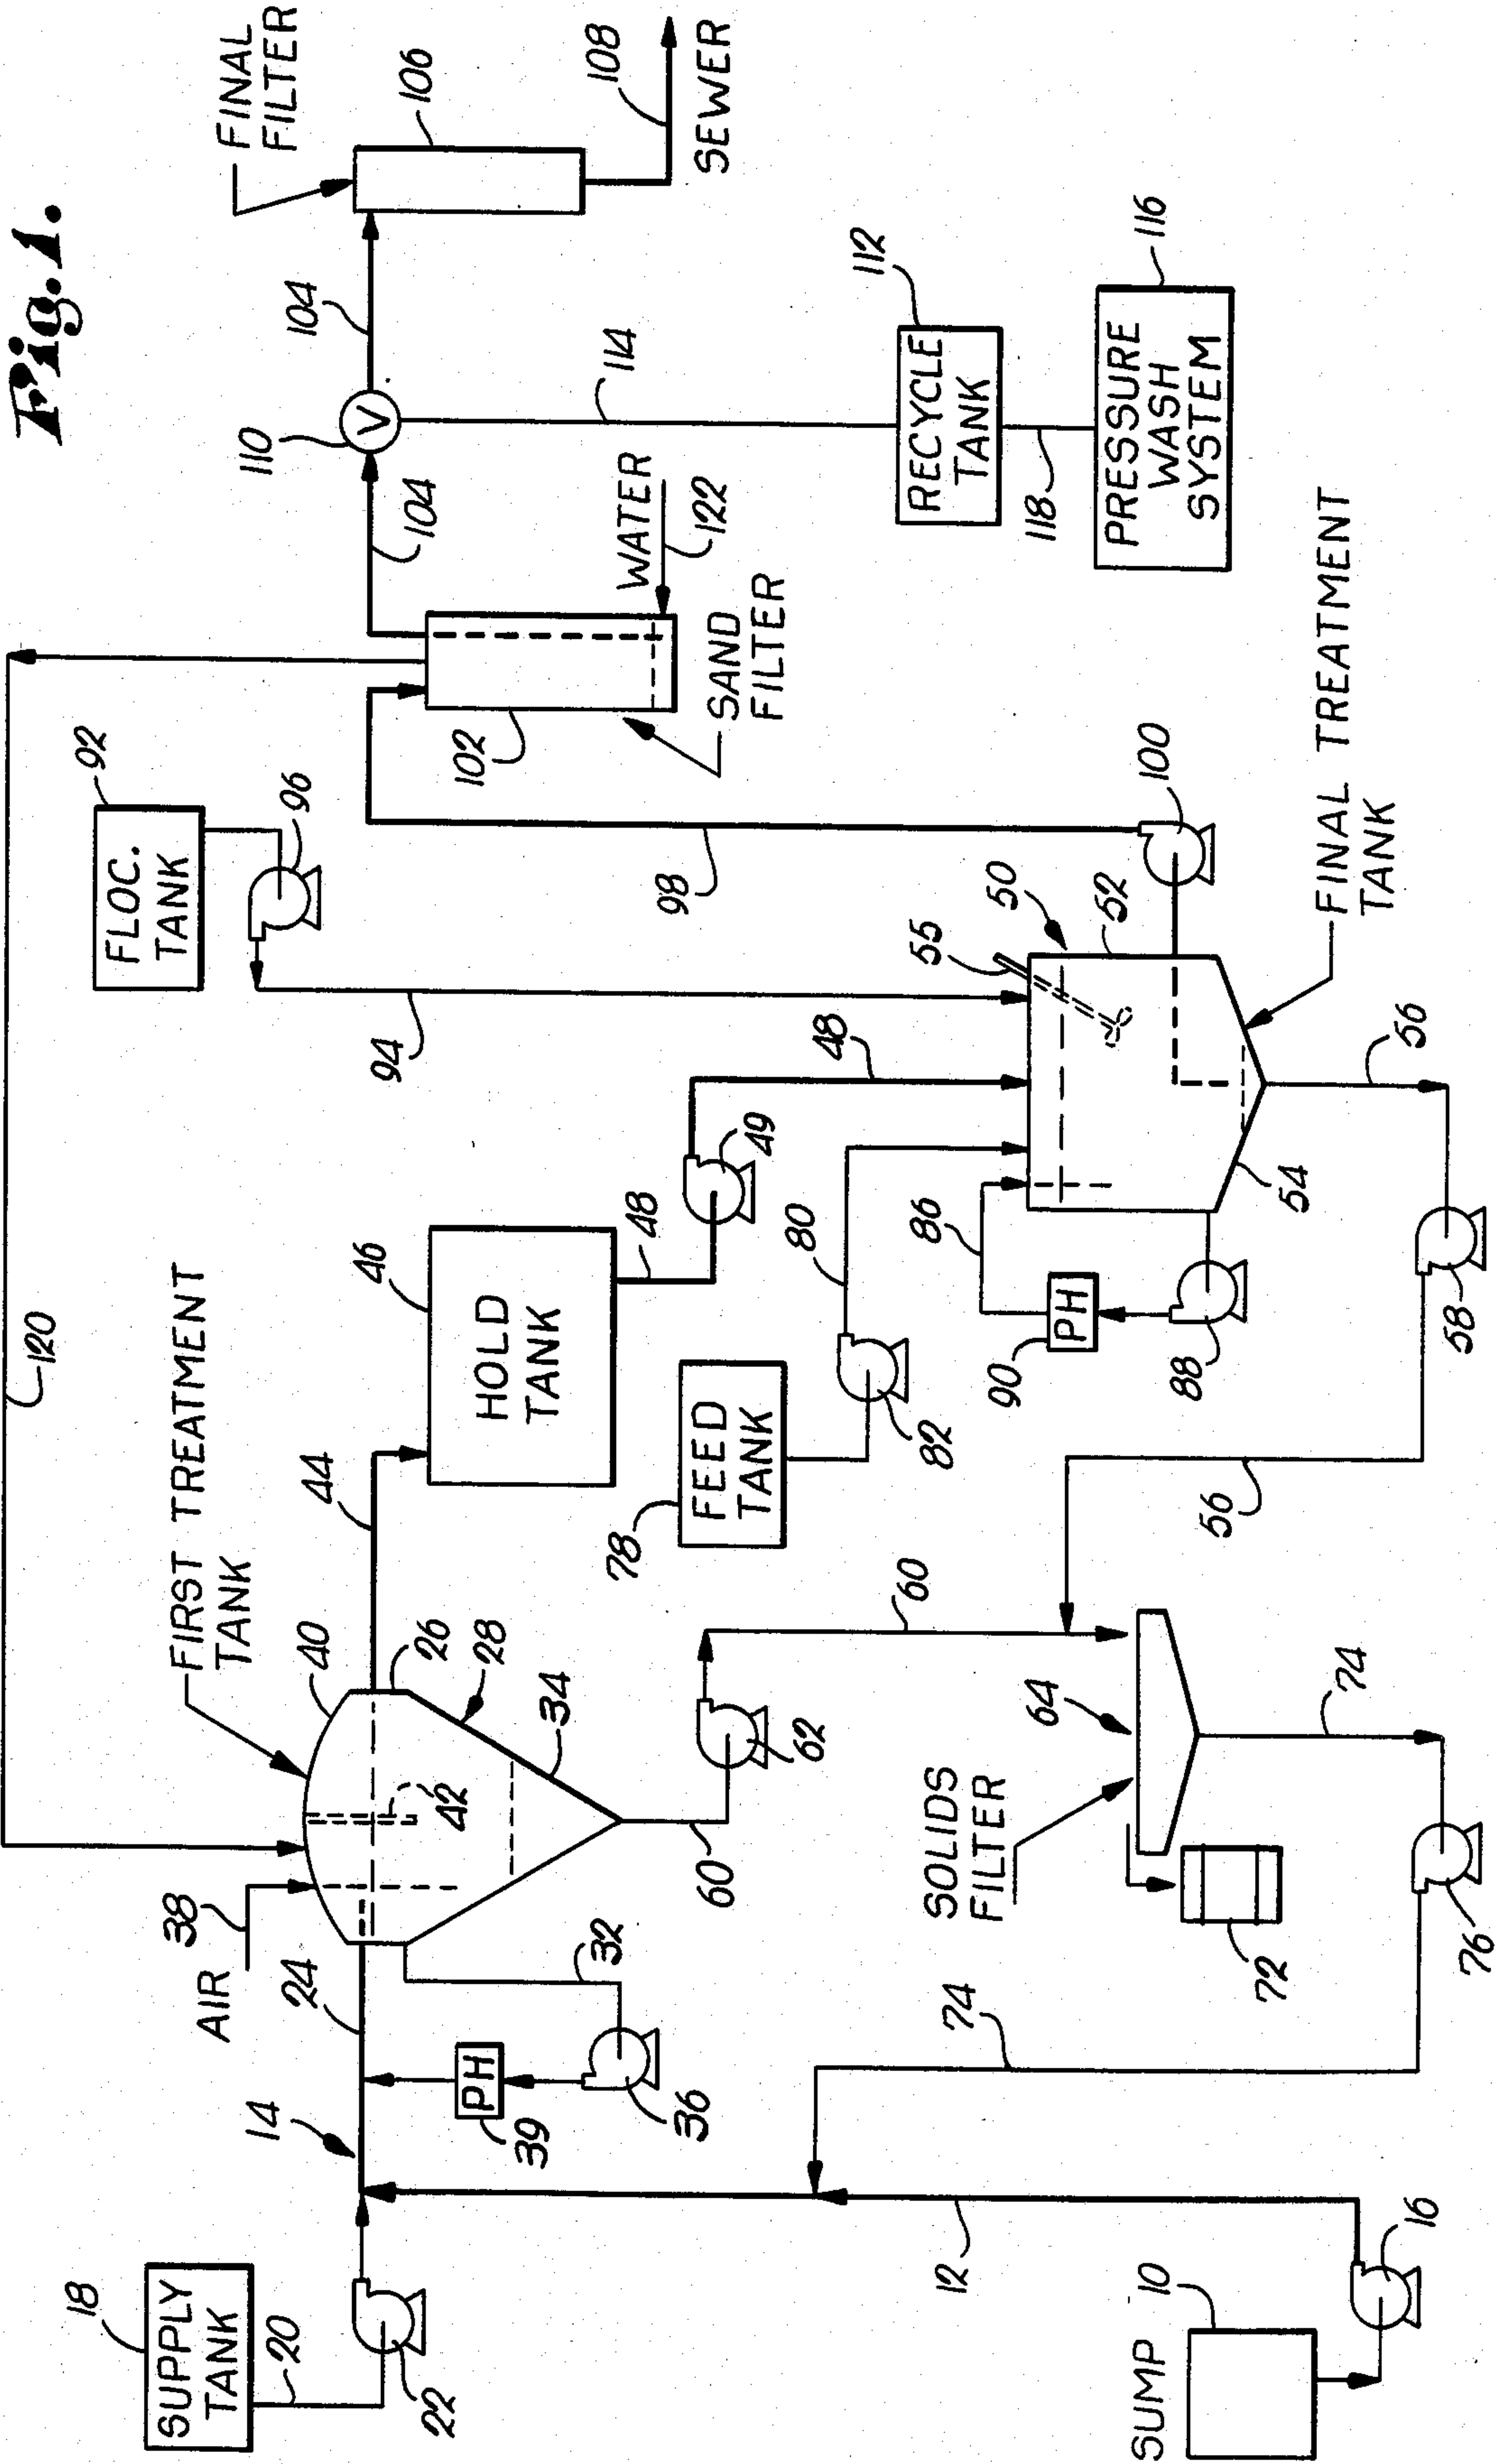 Fig. 1.
120
FINAL
FILTER
106
108
SEWER
104
110
V
104
114
112
RECYCLE
TANK
118
116
PRESSURE
WASH
SYSTEM
WATER
122
SAND
FILTER
102
92
FLOC.
TANK
96
94
98
100
50
52
55
FINAL TREATMENT
TANK
54
56
58
56
48
49
48
46
HOLD
TANK
44
80
82
78
FEED
TANK
86
90
PH
88
FIRST TREATMENT
TANK
40
26
28
34
42
38
AIR
24
32
36
39
PH
14
60
62
60
64
SOLIDS
FILTER
72
74
76
74
18
SUPPLY
TANK
20
22
12
16
10
SUMP